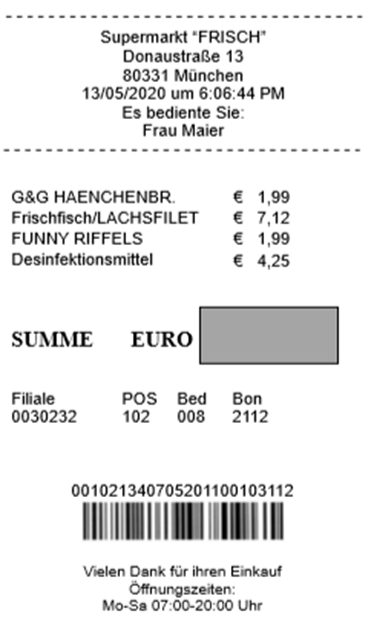 Supermarkt “FRISCH”
Donaustraße 13
80331 München
13/05/2020 um 6:06:44 PM
Es bediente Sie:
Frau Maier
G&G HAENCHENBR. € 1,99
Frischfisch/LACHSFILET € 7,12
FUNNY RIFFELS € 1,99
Desinfektionsmittel € 4,25
SUMME EURO
Filiale POS Bed Bon
0030232 102 008 2112
001021340705201100103112
Vielen Dank für ihren Einkauf
Öffnungszeiten:
Mo-Sa 07:00-20:00 Uhr